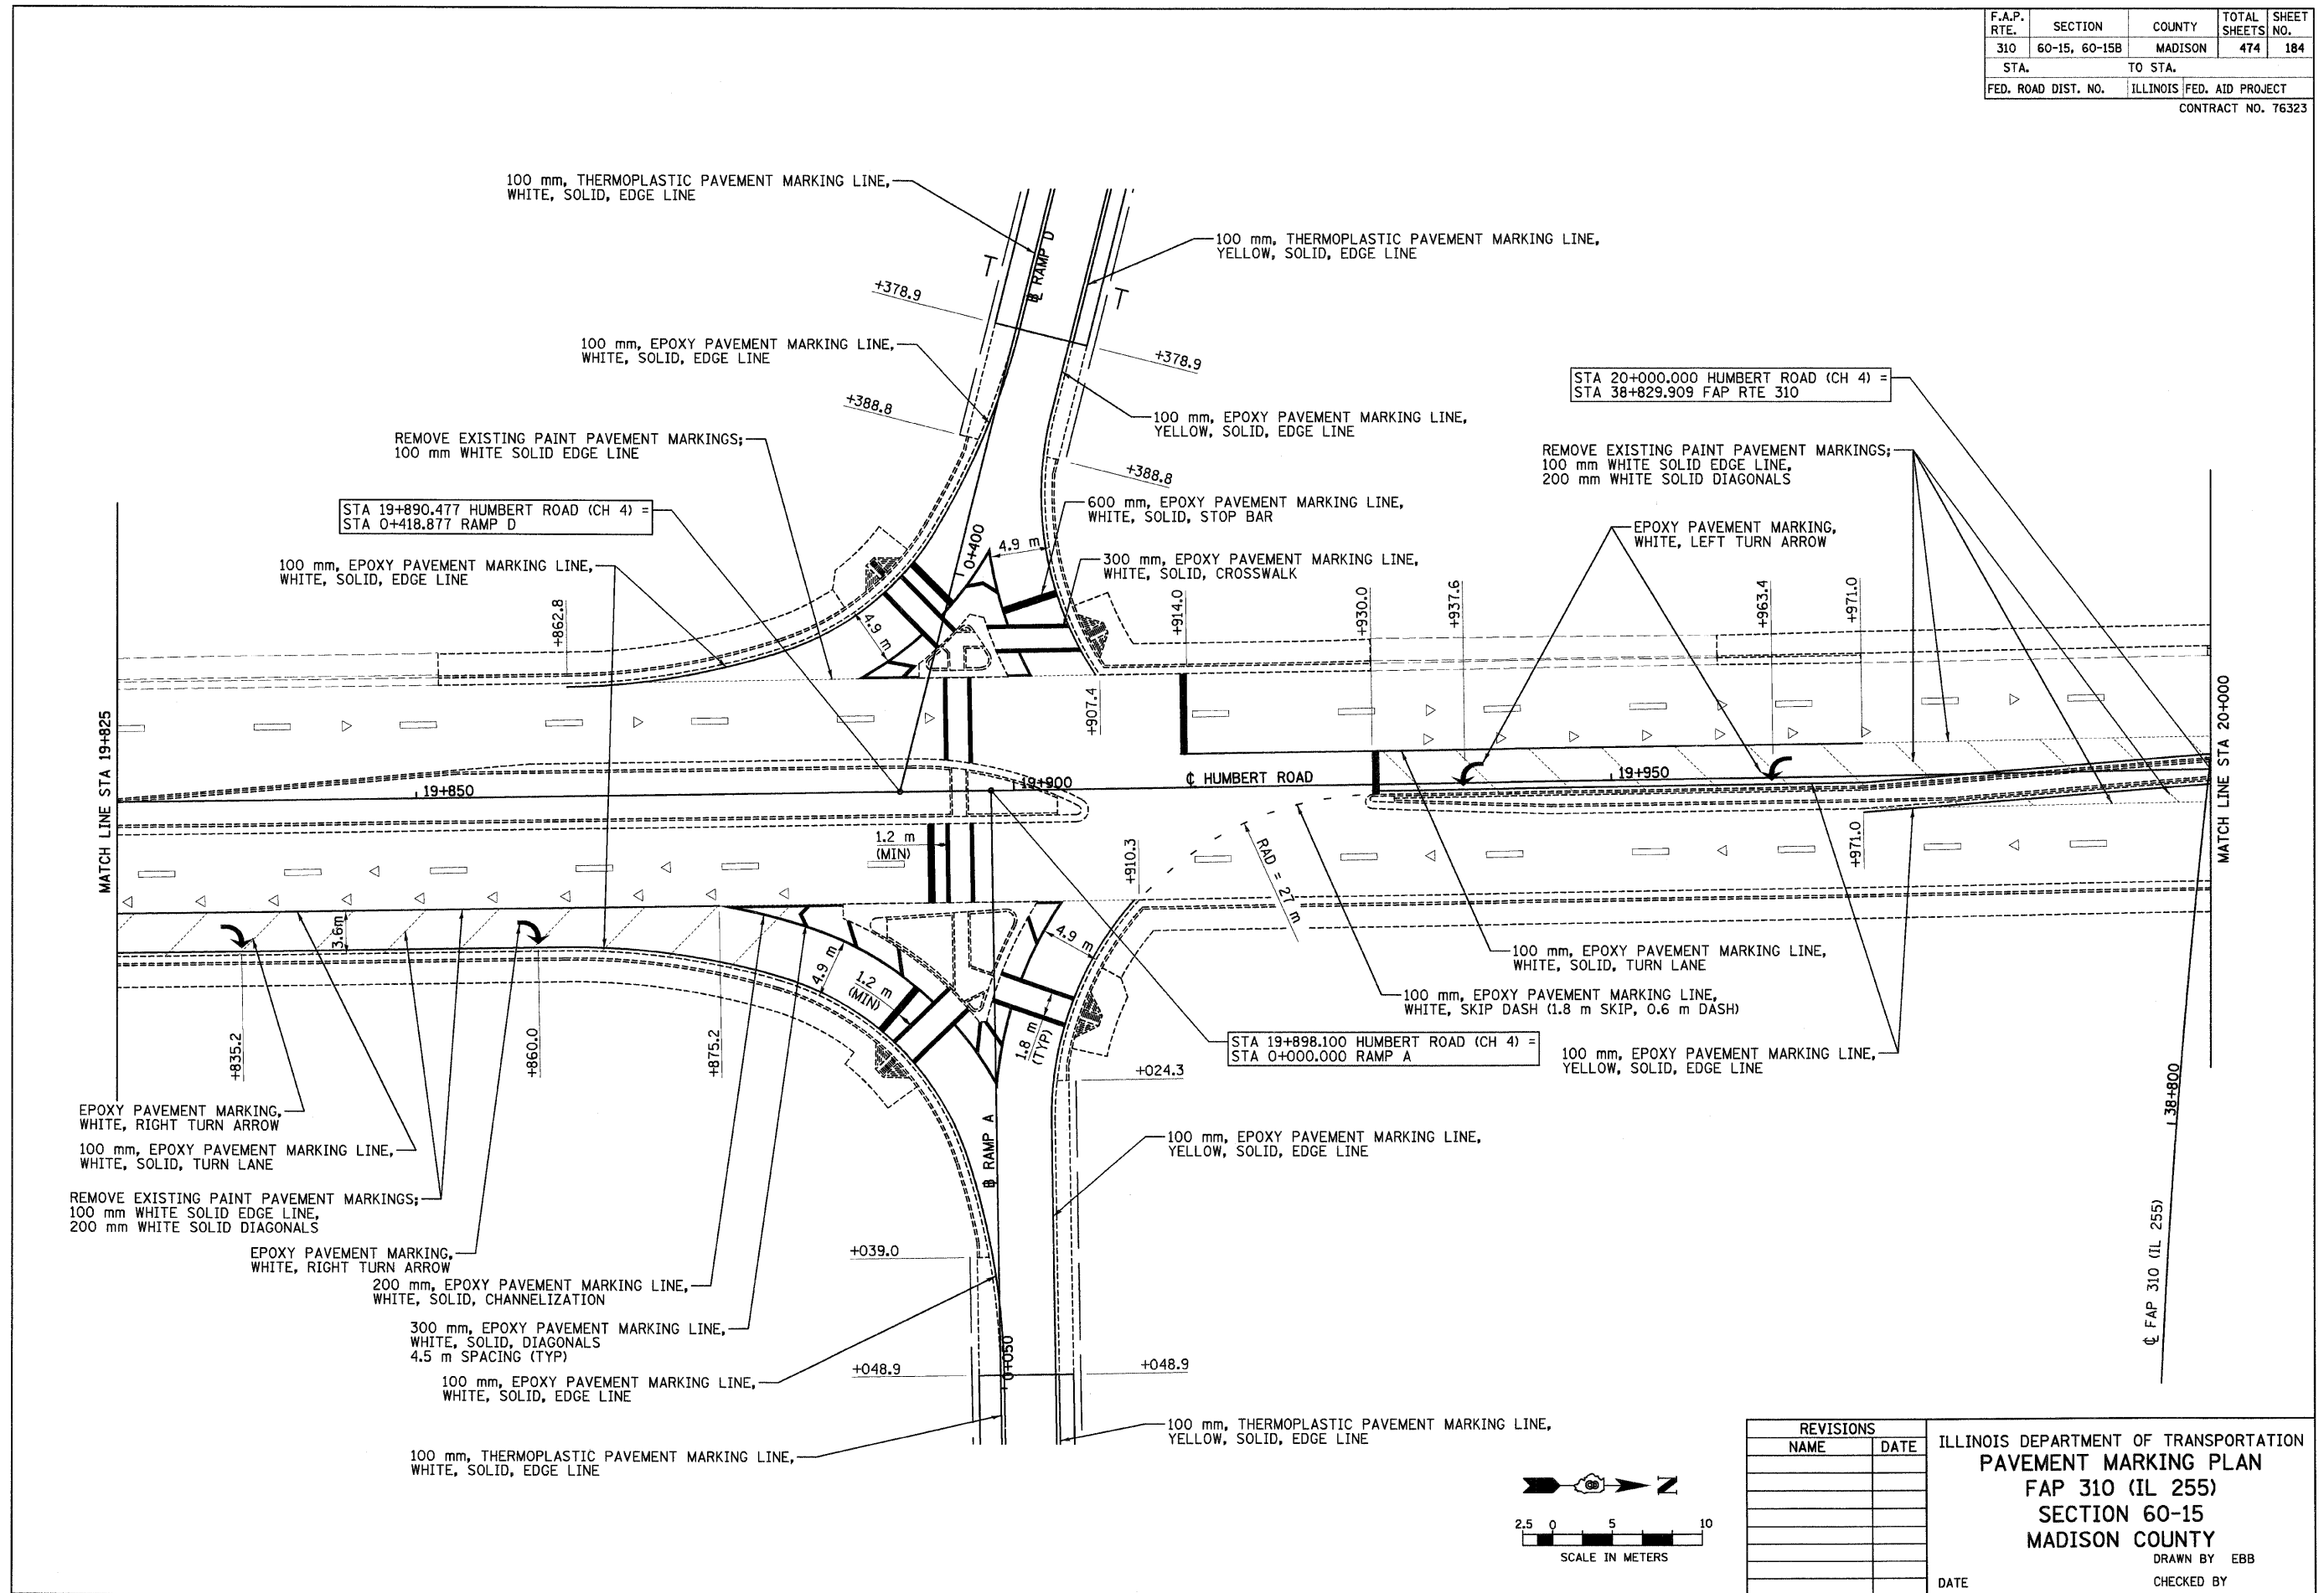 F.A.P. RTE. SECTION COUNTY TOTAL SHEETS SHEET NO.
310 60-15, 60-15B MADISON 474 184
STA. TO STA.
FED. ROAD DIST. NO. ILLINOIS FED. AID PROJECT
CONTRACT NO. 76323
100 mm, THERMOPLASTIC PAVEMENT MARKING LINE,
WHITE, SOLID, EDGE LINE
100 mm, THERMOPLASTIC PAVEMENT MARKING LINE,
YELLOW, SOLID, EDGE LINE
T
T
RAMP D
+378.9
+378.9
100 mm, EPOXY PAVEMENT MARKING LINE,
WHITE, SOLID, EDGE LINE
+388.8
100 mm, EPOXY PAVEMENT MARKING LINE,
YELLOW, SOLID, EDGE LINE
+388.8
STA 20+000.000 HUMBERT ROAD (CH 4) =
STA 38+829.909 FAP RTE 310
REMOVE EXISTING PAINT PAVEMENT MARKINGS;
100 mm WHITE SOLID EDGE LINE
REMOVE EXISTING PAINT PAVEMENT MARKINGS;
100 mm WHITE SOLID EDGE LINE,
200 mm WHITE SOLID DIAGONALS
STA 19+890.477 HUMBERT ROAD (CH 4) =
STA 0+418.877 RAMP D
600 mm, EPOXY PAVEMENT MARKING LINE,
WHITE, SOLID, STOP BAR
EPOXY PAVEMENT MARKING,
WHITE, LEFT TURN ARROW
0+400
4.9 m
100 mm, EPOXY PAVEMENT MARKING LINE,
WHITE, SOLID, EDGE LINE
300 mm, EPOXY PAVEMENT MARKING LINE,
WHITE, SOLID, CROSSWALK
+862.8
4.9 m
+914.0
+930.0
+937.6
+963.4
+971.0
+907.4
MATCH LINE STA 19+825
MATCH LINE STA 20+000
19+850
19+900
℄ HUMBERT ROAD
19+950
1.2 m
(MIN)
+910.3
RAD = 27 m
+971.0
3.6m
4.9 m
1.2 m
(MIN)
4.9 m
1.8 m
(TYP)
100 mm, EPOXY PAVEMENT MARKING LINE,
WHITE, SOLID, TURN LANE
100 mm, EPOXY PAVEMENT MARKING LINE,
WHITE, SKIP DASH (1.8 m SKIP, 0.6 m DASH)
STA 19+898.100 HUMBERT ROAD (CH 4) =
STA 0+000.000 RAMP A
100 mm, EPOXY PAVEMENT MARKING LINE,
YELLOW, SOLID, EDGE LINE
+835.2
+860.0
+875.2
+024.3
38+800
EPOXY PAVEMENT MARKING,
WHITE, RIGHT TURN ARROW
100 mm, EPOXY PAVEMENT MARKING LINE,
WHITE, SOLID, TURN LANE
RAMP A
100 mm, EPOXY PAVEMENT MARKING LINE,
YELLOW, SOLID, EDGE LINE
REMOVE EXISTING PAINT PAVEMENT MARKINGS;
100 mm WHITE SOLID EDGE LINE,
200 mm WHITE SOLID DIAGONALS
EPOXY PAVEMENT MARKING,
WHITE, RIGHT TURN ARROW
+039.0
200 mm, EPOXY PAVEMENT MARKING LINE,
WHITE, SOLID, CHANNELIZATION
300 mm, EPOXY PAVEMENT MARKING LINE,
WHITE, SOLID, DIAGONALS
4.5 m SPACING (TYP)
0+050
+048.9
+048.9
℄ FAP 310 (IL 255)
100 mm, EPOXY PAVEMENT MARKING LINE,
WHITE, SOLID, EDGE LINE
100 mm, THERMOPLASTIC PAVEMENT MARKING LINE,
YELLOW, SOLID, EDGE LINE
100 mm, THERMOPLASTIC PAVEMENT MARKING LINE,
WHITE, SOLID, EDGE LINE
N
2.5 0 5 10
SCALE IN METERS
REVISIONS
NAME DATE
ILLINOIS DEPARTMENT OF TRANSPORTATION
PAVEMENT MARKING PLAN
FAP 310 (IL 255)
SECTION 60-15
MADISON COUNTY
DRAWN BY EBB
DATE CHECKED BY